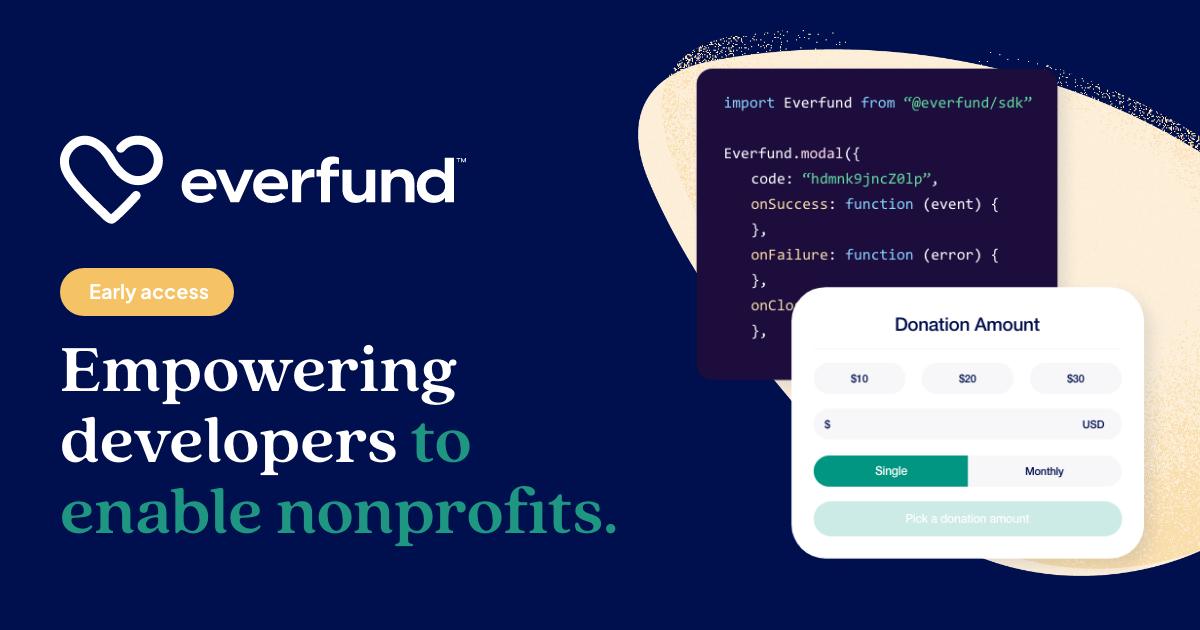 everfund™
Early access
Empowering
developers to
enable nonprofits.
import Everfund from “@everfund/sdk”
Everfund.modal({
code: “hdmnk9jncZ0lp”,
onSuccess: function (event) {
},
onFailure: function (error) {
},
onClo
},
Donation Amount
$10 $20 $30
$ USD
Single Monthly
Pick a donation amount